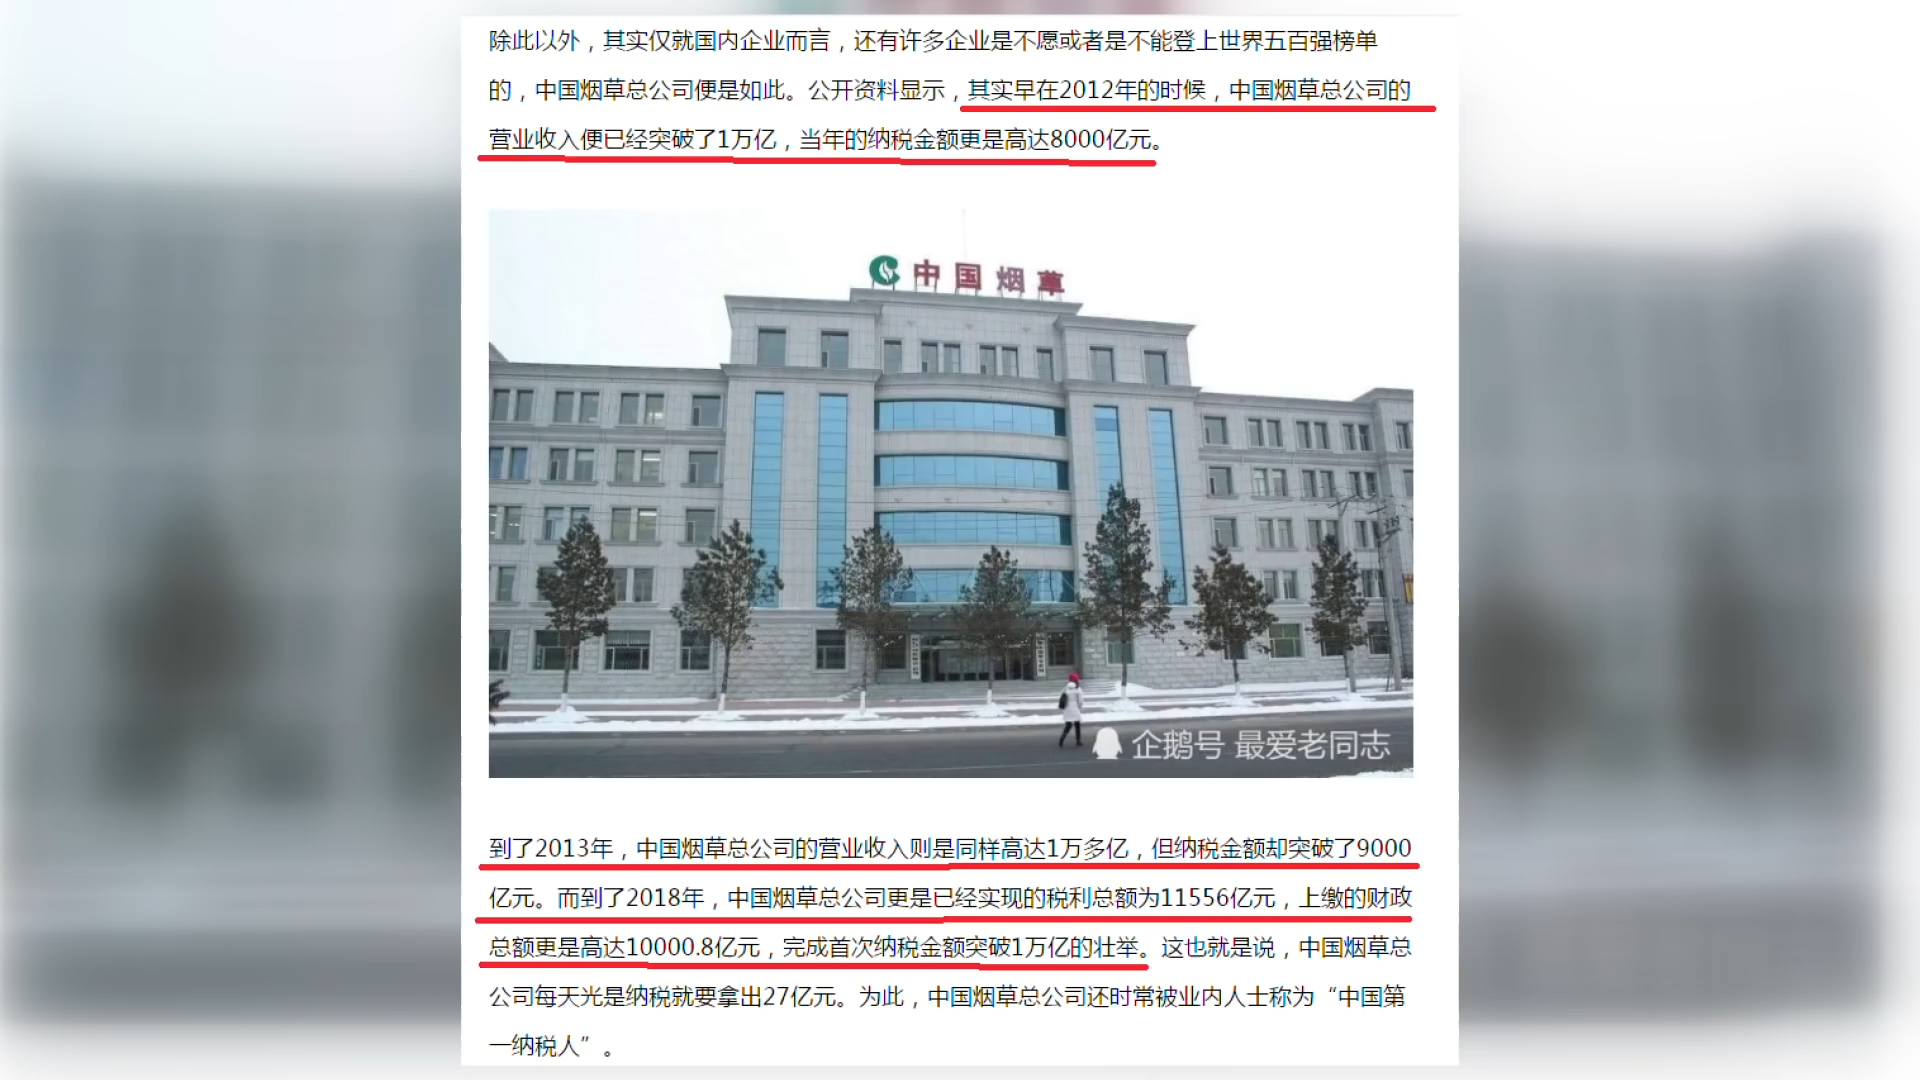 除此以外，其实仅就国内企业而言，还有许多企业是不愿或者是不能登上世界五百强榜单
的，中国烟草总公司便是如此。公开资料显示，其实早在2012年的时候，中国烟草总公司的
营业收入便已经突破了1万亿，当年的纳税金额更是高达8000亿元。
中国烟草
企鹅号 最爱老同志
到了2013年，中国烟草总公司的营业收入则是同样高达1万多亿，但纳税金额却突破了9000
亿元。而到了2018年，中国烟草总公司更是已经实现的税利总额为11556亿元，上缴的财政
总额更是高达10000.8亿元，完成首次纳税金额突破1万亿的壮举。这也就是说，中国烟草总
公司每天光是纳税就要拿出27亿元。为此，中国烟草总公司还时常被业内人士称为“中国第
一纳税人”。